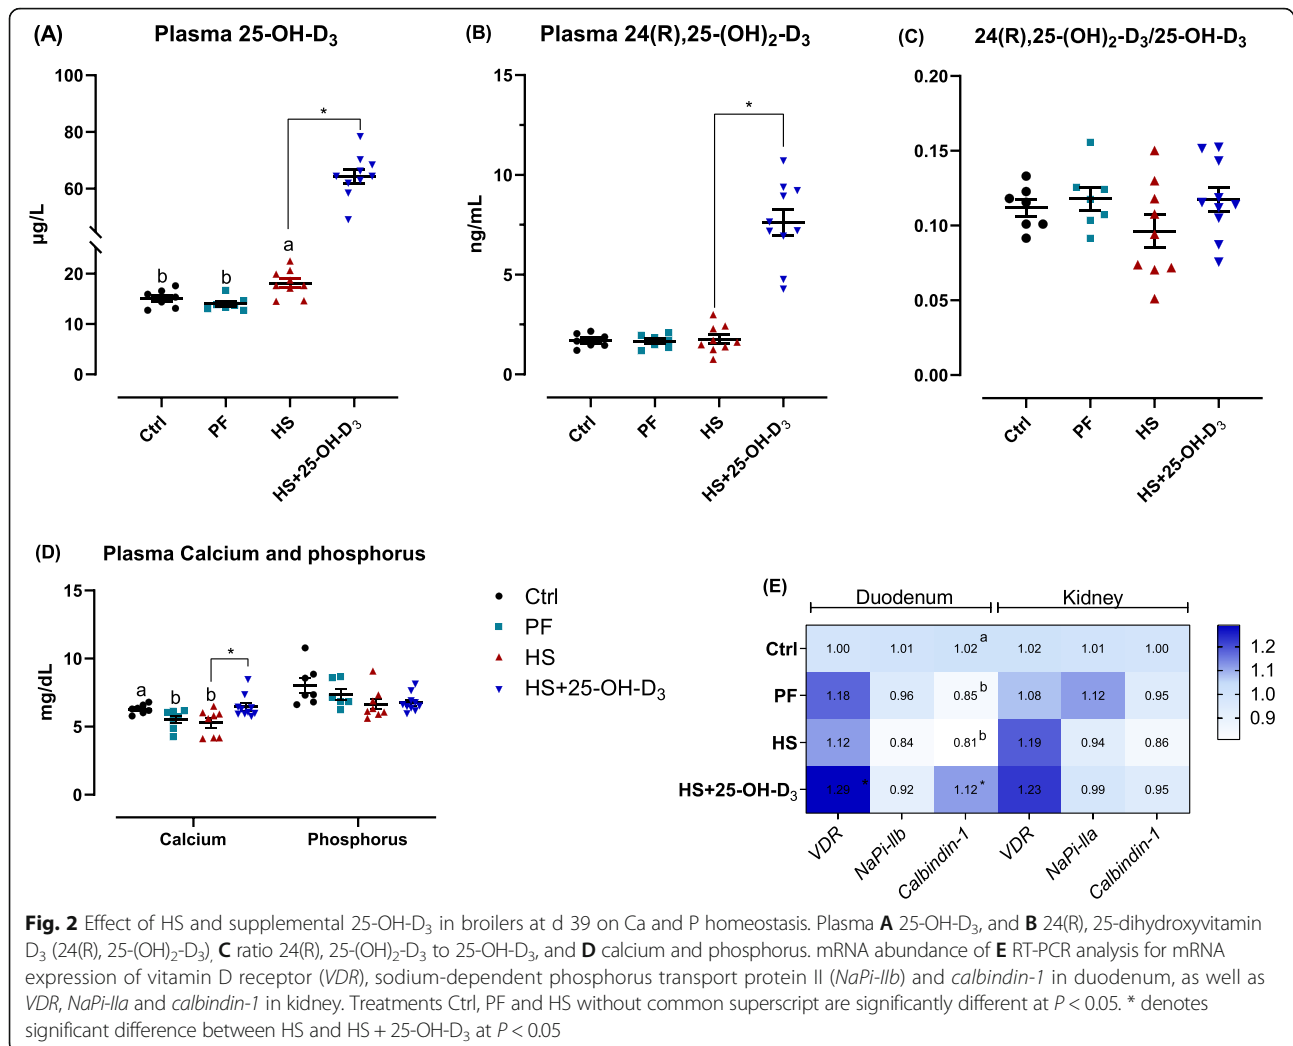 (A)
Plasma 25-OH-D3
100
80
60
20
10
0
µg/L
b
b
a
*
Ctrl
PF
HS
HS+25-OH-D3
(B)
Plasma 24(R),25-(OH)2-D3
15
10
5
0
ng/mL
*
Ctrl
PF
HS
HS+25-OH-D3
(C)
24(R),25-(OH)2-D3/25-OH-D3
0.20
0.15
0.10
0.05
0.00
Ctrl
PF
HS
HS+25-OH-D3
(D)
Plasma Calcium and phosphorus
15
10
5
0
mg/dL
a
b
b
*
Calcium
Phosphorus
Ctrl
PF
HS
HS+25-OH-D3
(E)
Duodenum Kidney
Ctrl 1.00 1.01 1.02 a 1.02 1.01 1.00
PF 1.18 0.96 0.85 b 1.08 1.12 0.95
HS 1.12 0.84 0.81 b 1.19 0.94 0.86
HS+25-OH-D3 1.29 * 0.92 1.12 * 1.23 0.99 0.95
VDR NaPi-IIb Calbindin-1 VDR NaPi-IIa Calbindin-1
1.2
1.1
1.0
0.9
Fig. 2 Effect of HS and supplemental 25-OH-D3 in broilers at d 39 on Ca and P homeostasis. Plasma A 25-OH-D3, and B 24(R), 25-dihydroxyvitamin
D3 (24(R), 25-(OH)2-D3), C ratio 24(R), 25-(OH)2-D3 to 25-OH-D3, and D calcium and phosphorus. mRNA abundance of E RT-PCR analysis for mRNA
expression of vitamin D receptor (VDR), sodium-dependent phosphorus transport protein II (NaPi-IIb) and calbindin-1 in duodenum, as well as
VDR, NaPi-IIa and calbindin-1 in kidney. Treatments Ctrl, PF and HS without common superscript are significantly different at P < 0.05. * denotes
significant difference between HS and HS + 25-OH-D3 at P < 0.05